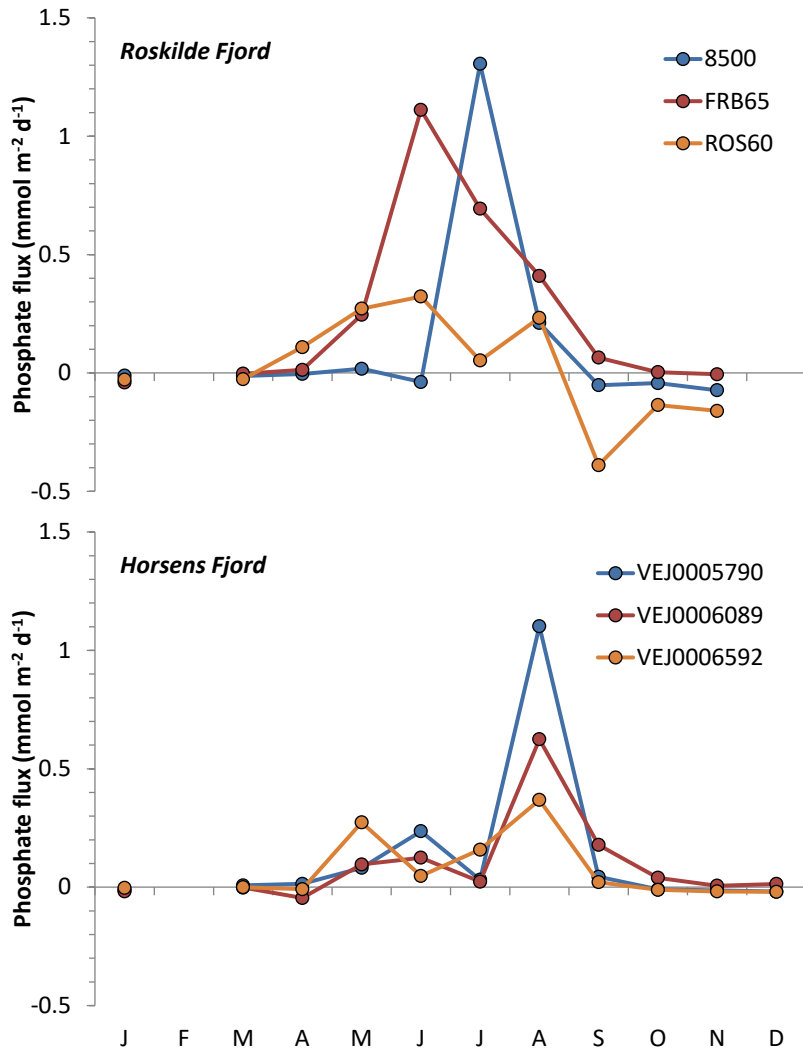 1.5
Roskilde Fjord
8500
FRB65
ROS60
1
0.5
0
-0.5
Phosphate flux (mmol m⁻² d⁻¹)
1.5
Horsens Fjord
VEJ0005790
VEJ0006089
VEJ0006592
1
0.5
0
-0.5
Phosphate flux (mmol m⁻² d⁻¹)
J F M A M J J A S O N D